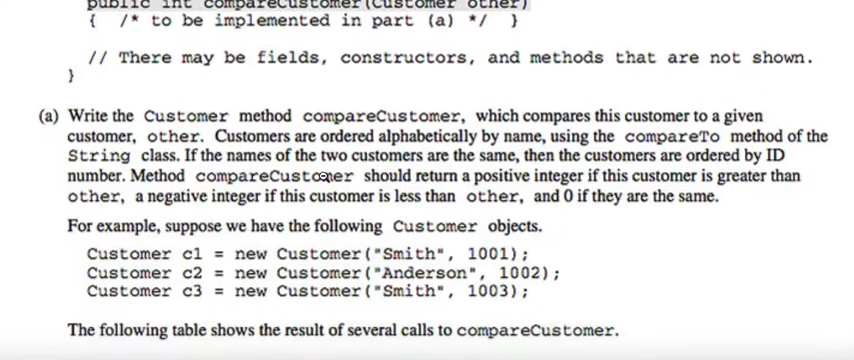 public int compareCustomer(Customer other)
{ /* to be implemented in part (a) */ }
// There may be fields, constructors, and methods that are not shown.
}
(a) Write the Customer method compareCustomer, which compares this customer to a given
customer, other. Customers are ordered alphabetically by name, using the compareTo method of the
String class. If the names of the two customers are the same, then the customers are ordered by ID
number. Method compareCustomer should return a positive integer if this customer is greater than
other, a negative integer if this customer is less than other, and 0 if they are the same.
For example, suppose we have the following Customer objects.
Customer c1 = new Customer("Smith", 1001);
Customer c2 = new Customer("Anderson", 1002);
Customer c3 = new Customer("Smith", 1003);
The following table shows the result of several calls to compareCustomer.